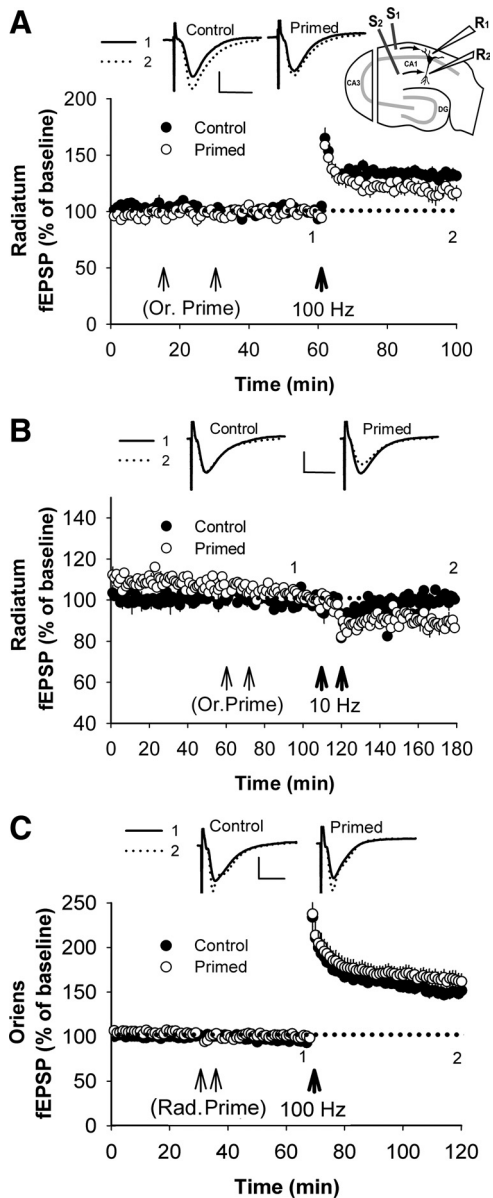 A
Control
Primed
1
2
S2
S1
R1
R2
CA1
CA3
DG
200
150
100
50
0
Radiatum
fEPSP (% of baseline)
Control
Primed
1
2
(Or. Prime)
100 Hz
0
20
40
60
80
100
Time (min)
B
Control
Primed
1
2
140
120
100
80
60
40
Radiatum
fEPSP (% of baseline)
Control
Primed
1
2
(Or.Prime)
10 Hz
0
20
40
60
80
100
120
140
160
180
Time (min)
C
Control
Primed
1
2
250
200
150
100
50
0
Oriens
fEPSP (% of baseline)
Control
Primed
1
2
(Rad.Prime)
100 Hz
0
20
40
60
80
100
120
Time (min)